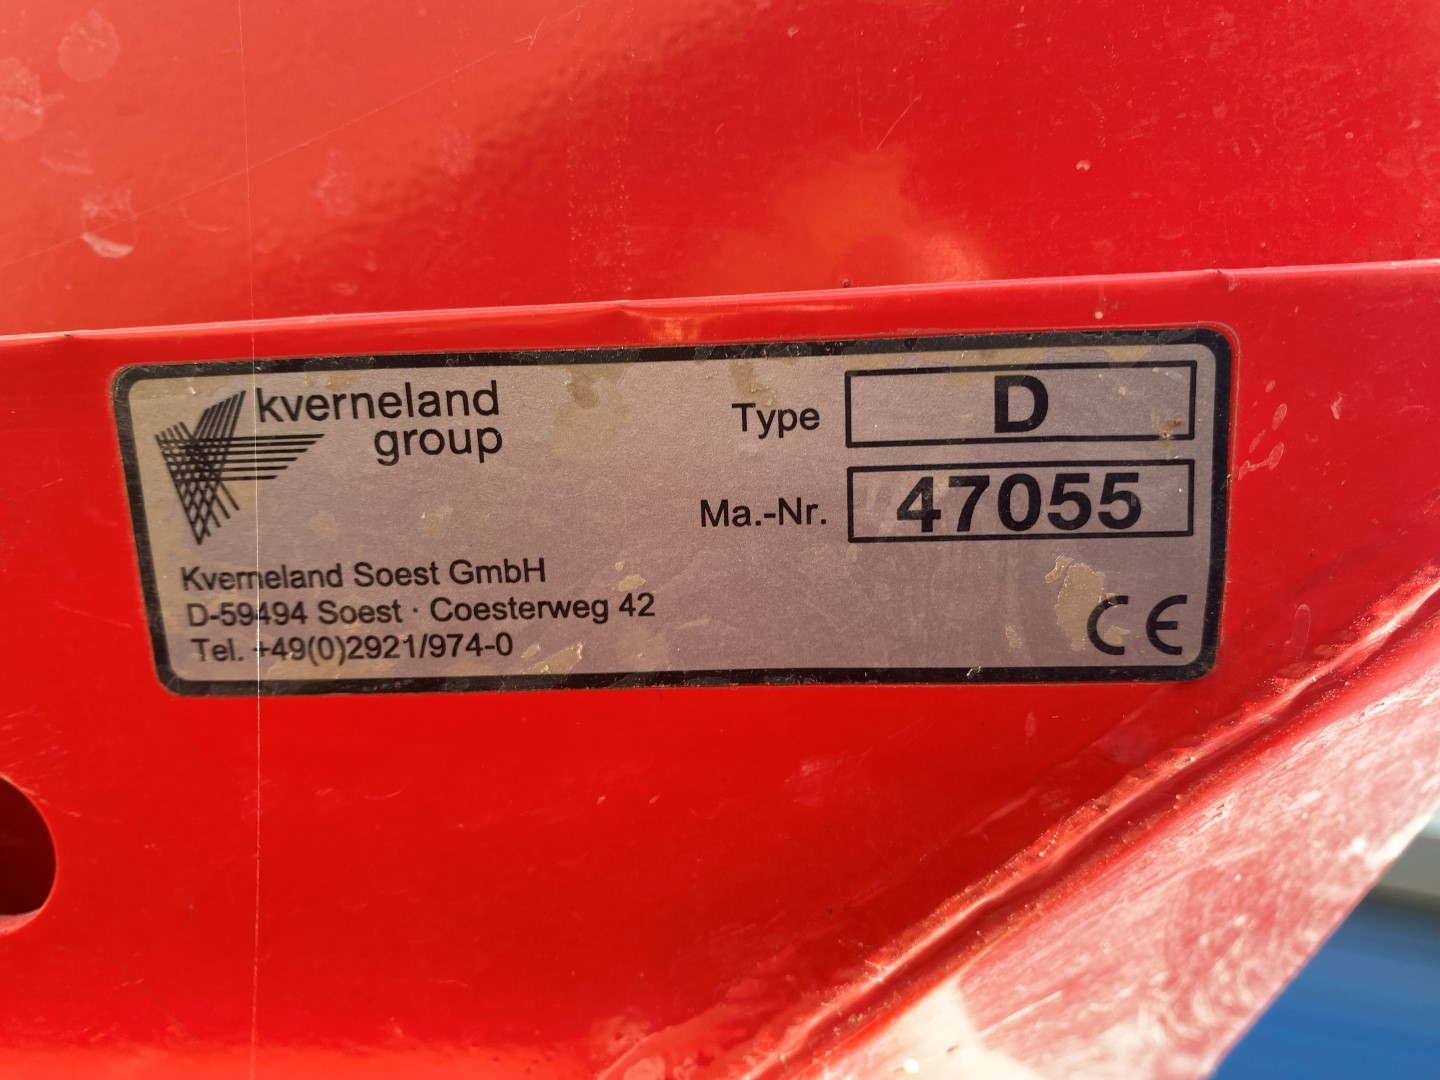 kverneland
group
Type D
Ma.-Nr. 47055
Kverneland Soest GmbH
D-59494 Soest · Coesterweg 42
Tel. +49(0)2921/974-0
CE